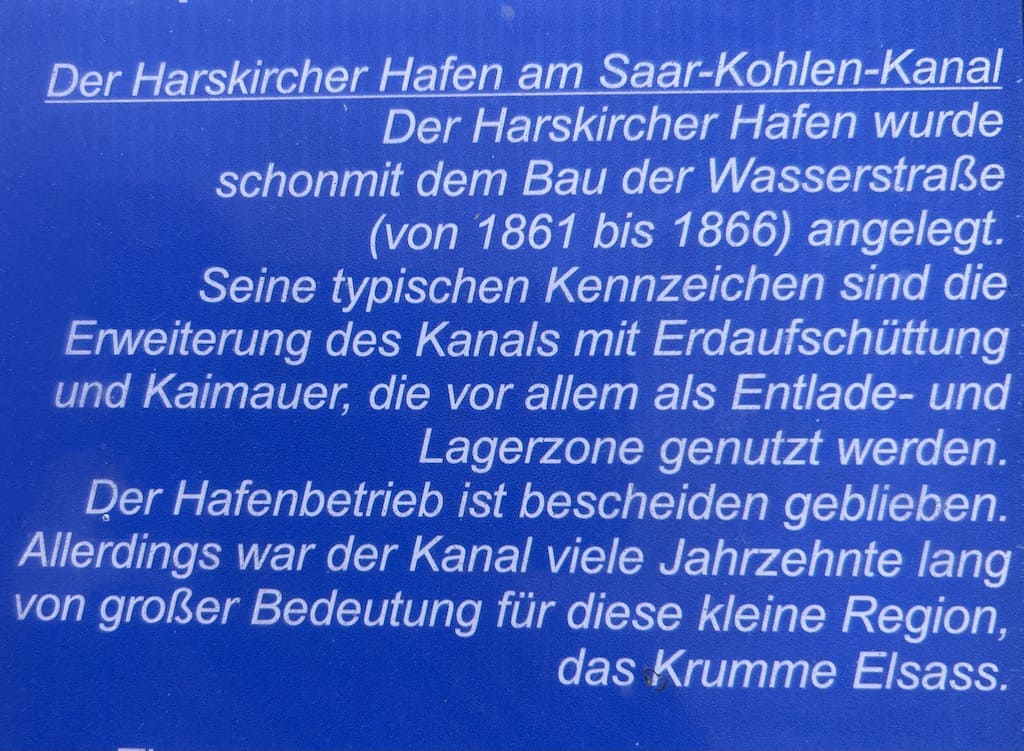 Der Harskircher Hafen am Saar-Kohlen-Kanal
Der Harskircher Hafen wurde
schonmit dem Bau der Wasserstraße
(von 1861 bis 1866) angelegt.
Seine typischen Kennzeichen sind die
Erweiterung des Kanals mit Erdaufschüttung
und Kaimauer, die vor allem als Entlade- und
Lagerzone genutzt werden.
Der Hafenbetrieb ist bescheiden geblieben.
Allerdings war der Kanal viele Jahrzehnte lang
von großer Bedeutung für diese kleine Region,
das Krumme Elsass.